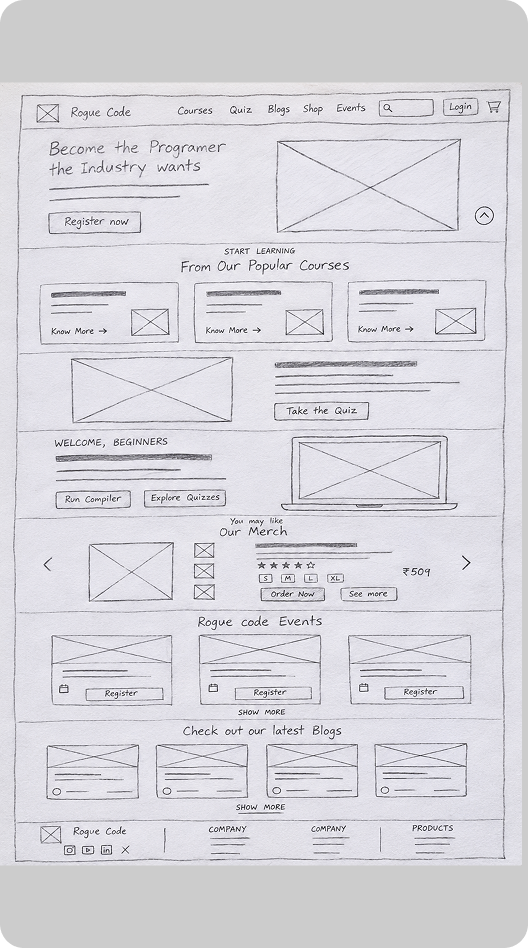 Rogue Code
Courses Quiz Blogs Shop Events Login
Become the Programer
the Industry wants
Register now
START LEARNING
From Our Popular Courses
Know More → Know More → Know More →
Take the Quiz
WELCOME, BEGINNERS
Run Compiler Explore Quizzes
You may like
Our Merch
S M L XL
₹509
Order Now See more
Rogue code Events
Register Register Register
SHOW MORE
Check out our latest Blogs
SHOW MORE
Rogue Code COMPANY COMPANY PRODUCTS
in X